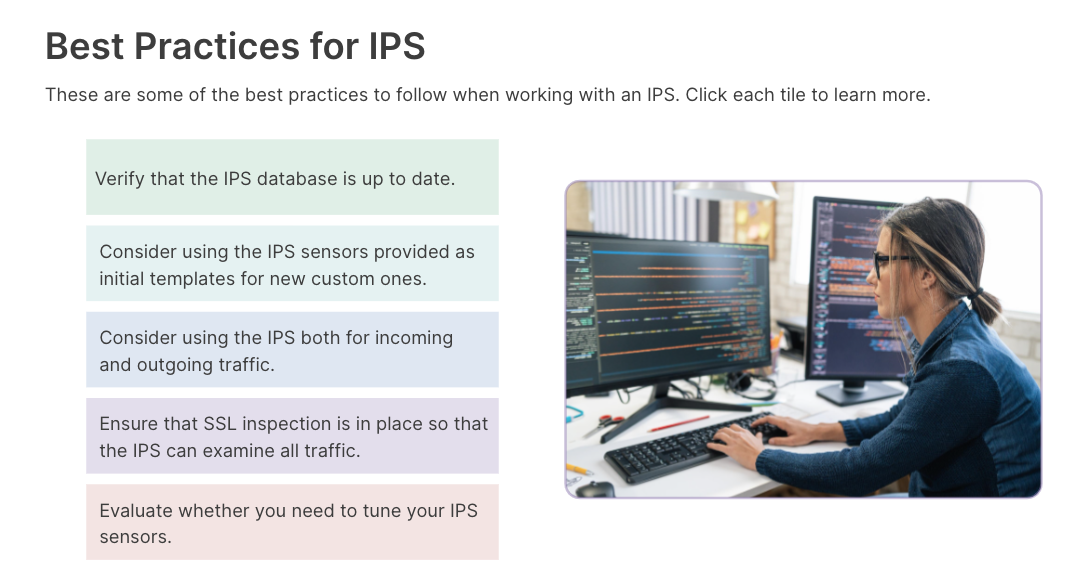 Best Practices for IPS
These are some of the best practices to follow when working with an IPS. Click each tile to learn more.
Verify that the IPS database is up to date.
Consider using the IPS sensors provided as
initial templates for new custom ones.
Consider using the IPS both for incoming
and outgoing traffic.
Ensure that SSL inspection is in place so that
the IPS can examine all traffic.
Evaluate whether you need to tune your IPS
sensors.